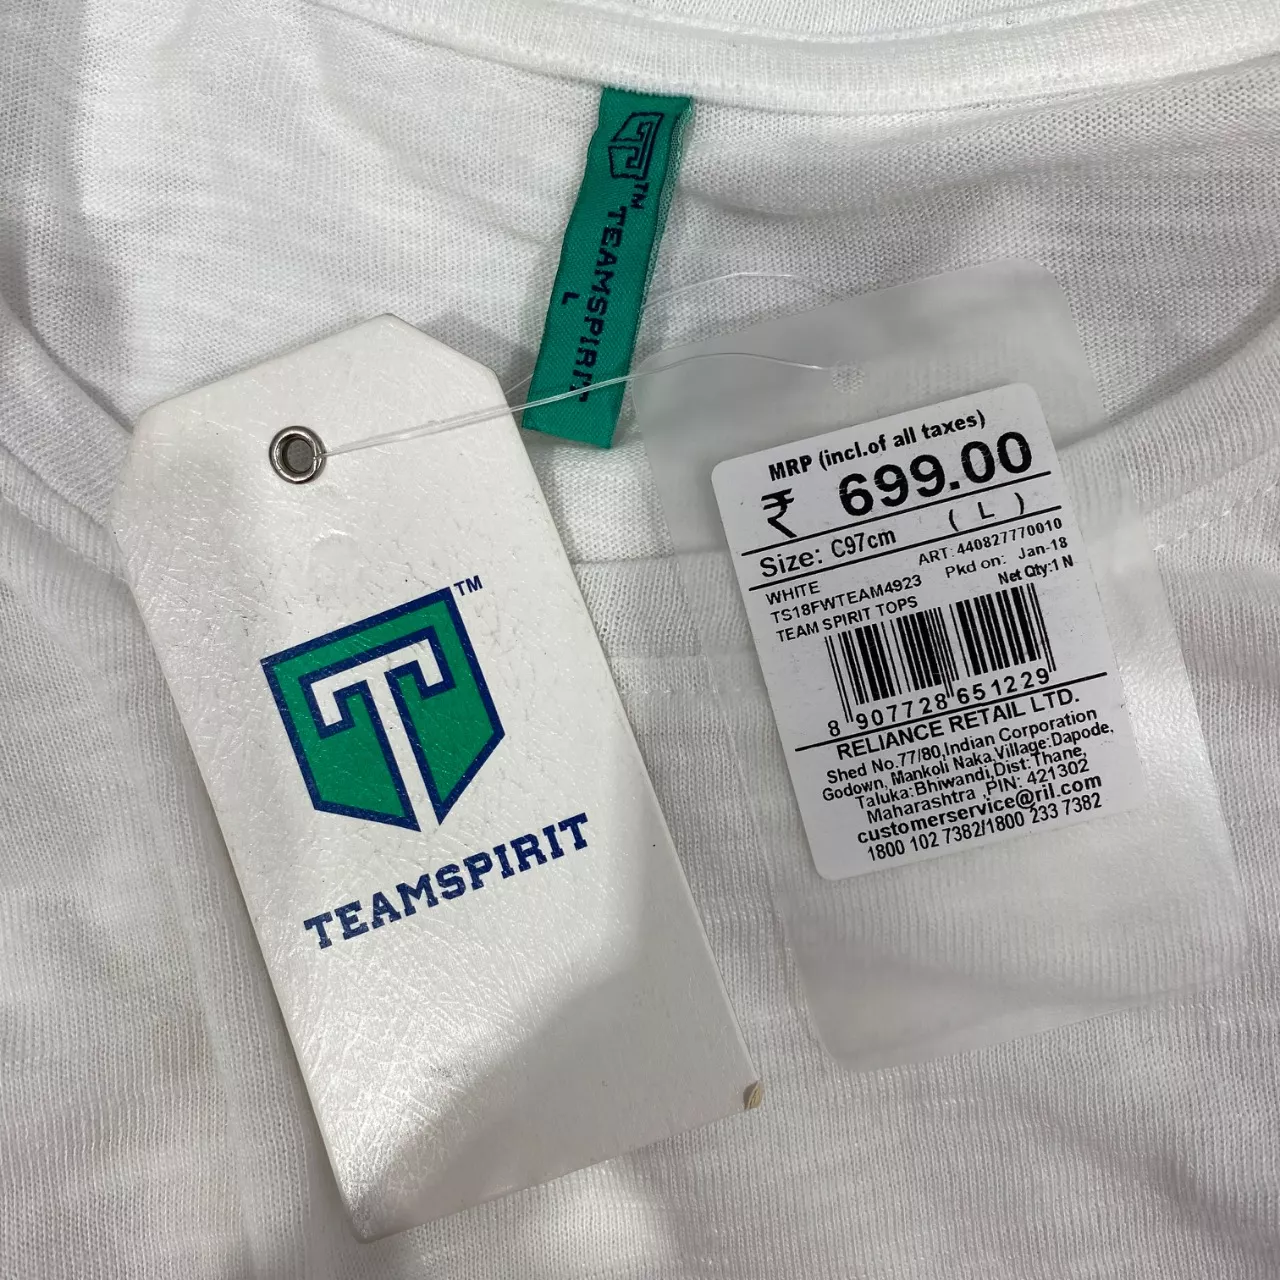 TM
TEAMSPIRIT
L
TM
TEAMSPIRIT
MRP (incl.of all taxes)
₹ 699.00
Size: C97cm ( L )
WHITE ART: 440827770010
TS18FWTEAM4923 Pkd on: Jan-18
TEAM SPIRIT TOPS Net Qty:1 N
8 907728 651229
RELIANCE RETAIL LTD.
Shed No.77/80,Indian Corporation
Godown, Mankoli Naka,Village:Dapode,
Taluka:Bhiwandi,Dist:Thane,
Maharashtra ,PIN: 421302
customerservice@ril.com
1800 102 7382/1800 233 7382